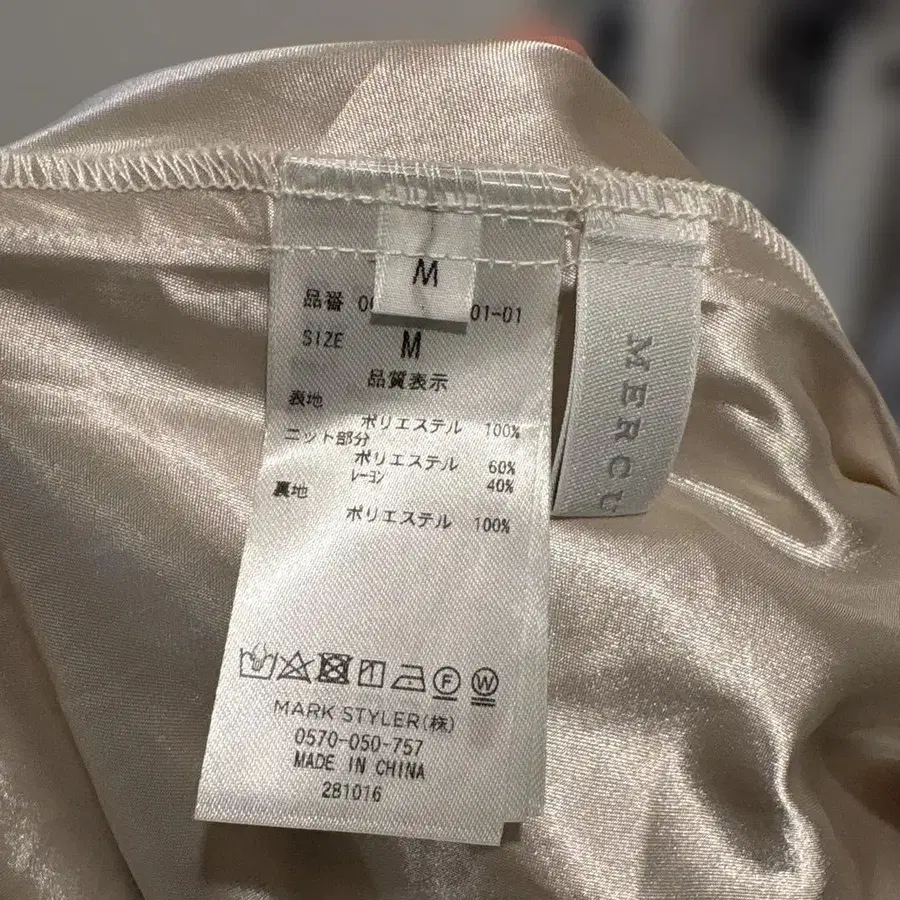 M
品番 00 01-01
SIZE M
品質表示
表地
ポリエステル 100%
ニット部分
ポリエステル 60%
レーヨン 40%
裏地
ポリエステル 100%
F W
MARK STYLER(株)
0570-050-757
MADE IN CHINA
281016
MERCU